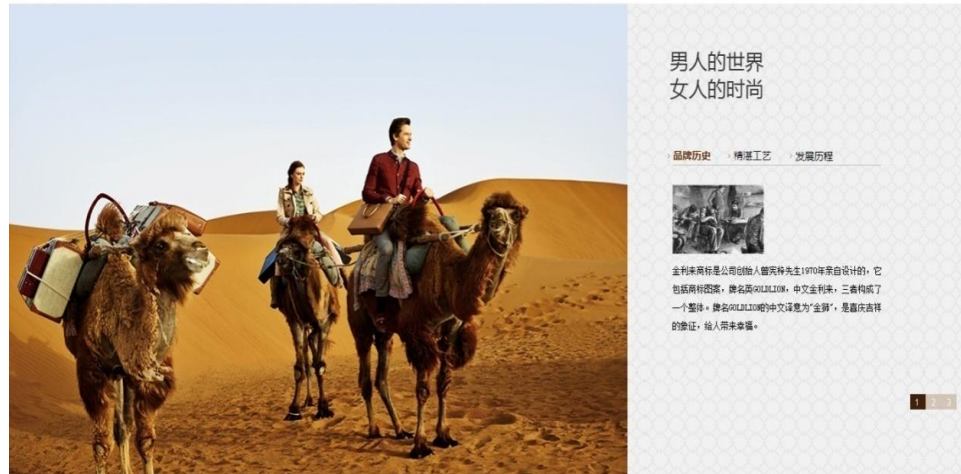 男人的世界
女人的时尚
品牌历史 精湛工艺 发展历程
金利来商标是公司创始人曾宪梓先生1970年亲自设计的，它
包括商标图案，牌名英GOLDLION，中文金利来，三者构成了
一个整体。牌名GOLDLION的中文译意为“金狮”，是喜庆吉祥
的象征，给人带来幸福。
1 2 3